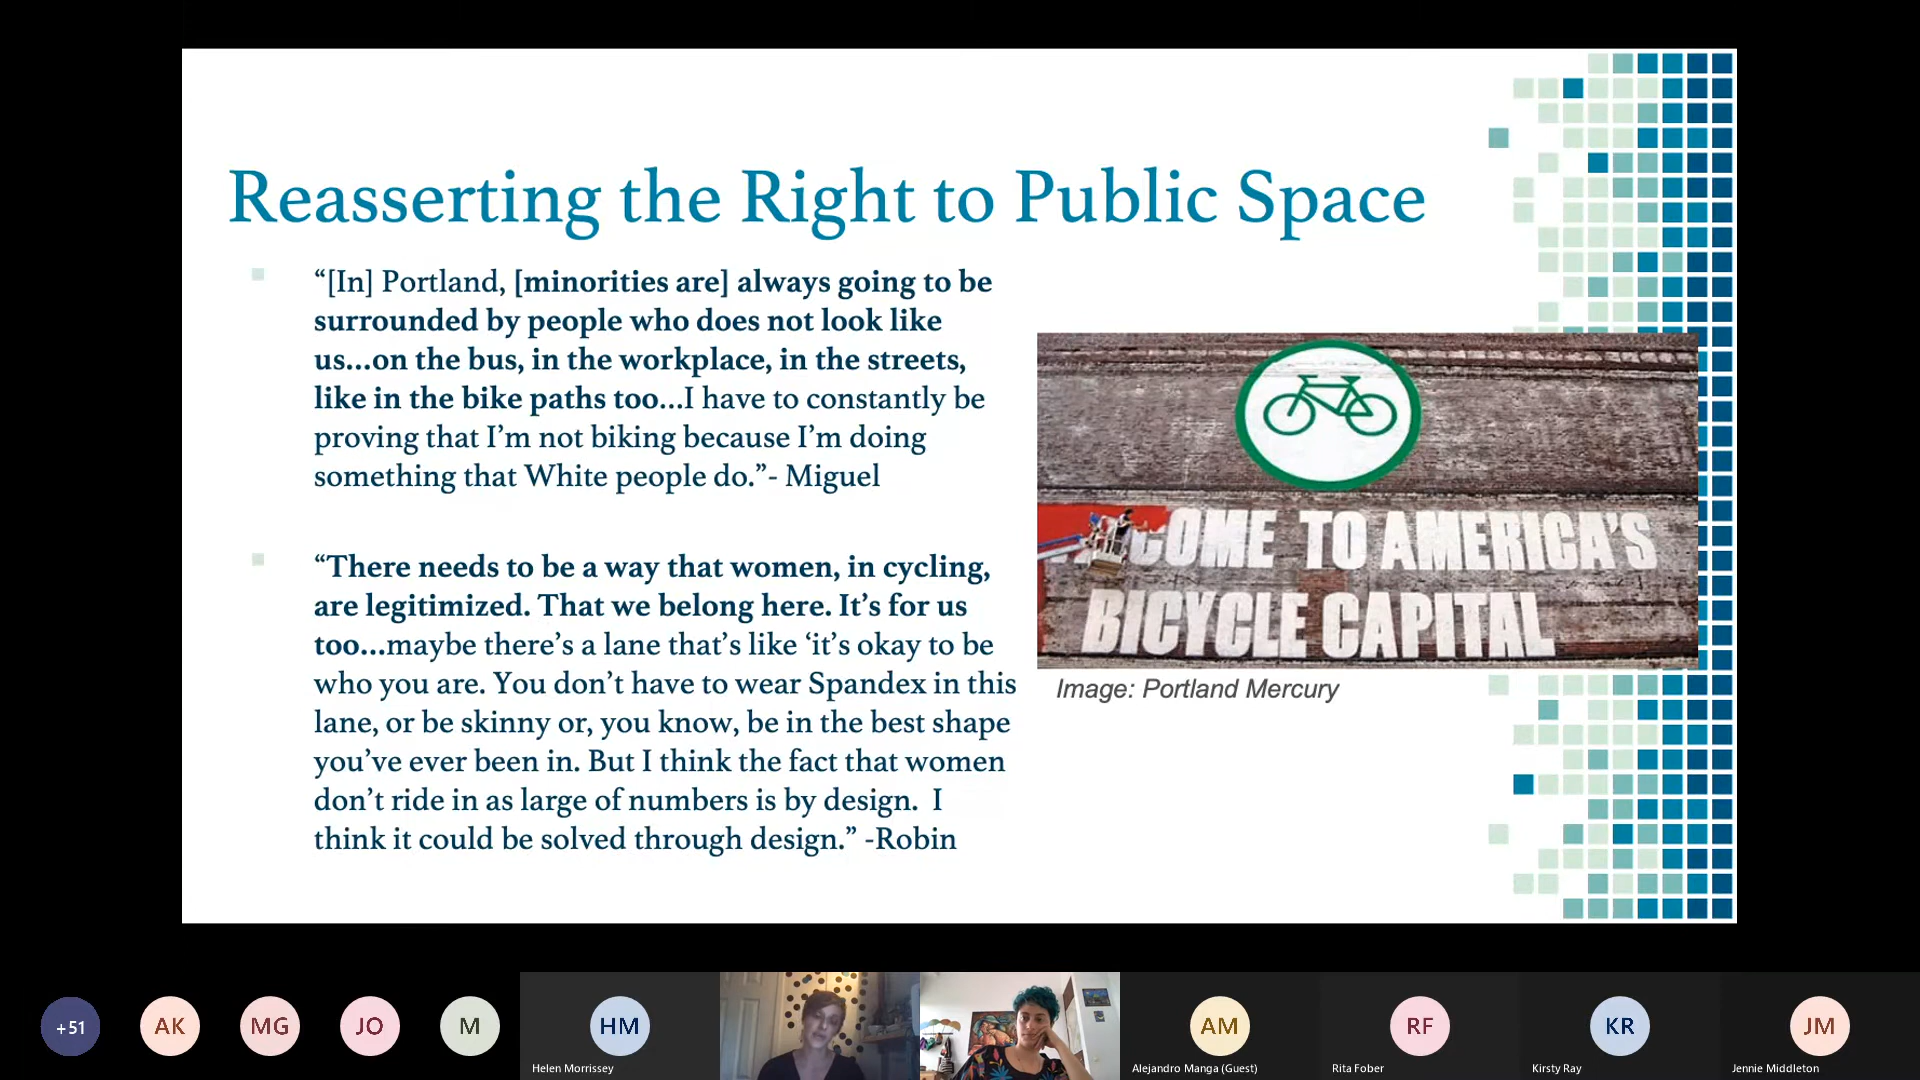 Reasserting the Right to Public Space
“[In] Portland, [minorities are] always going to be
surrounded by people who does not look like
us...on the bus, in the workplace, in the streets,
like in the bike paths too...I have to constantly be
proving that I’m not biking because I’m doing
something that White people do.”- Miguel
“There needs to be a way that women, in cycling,
are legitimized. That we belong here. It’s for us
too...maybe there’s a lane that’s like ‘it’s okay to be
who you are. You don’t have to wear Spandex in this
lane, or be skinny or, you know, be in the best shape
you’ve ever been in. But I think the fact that women
don’t ride in as large of numbers is by design.  I
think it could be solved through design.” -Robin
COME TO AMERICA'S
BICYCLE CAPITAL
Image: Portland Mercury
+51
AK
MG
JO
M
HM
Helen Morrissey
AM
Alejandro Manga (Guest)
RF
Rita Fober
KR
Kirsty Ray
JM
Jennie Middleton